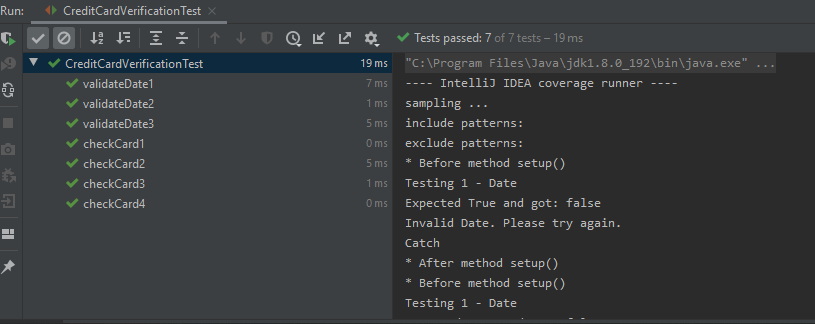 Run: CreditCardVerificationTest ×
Tests passed: 7 of 7 tests – 19 ms
CreditCardVerificationTest 19 ms
validateDate1 7 ms
validateDate2 1 ms
validateDate3 5 ms
checkCard1 0 ms
checkCard2 5 ms
checkCard3 1 ms
checkCard4 0 ms
"C:\Program Files\Java\jdk1.8.0_192\bin\java.exe" ...
---- IntelliJ IDEA coverage runner ----
sampling ...
include patterns:
exclude patterns:
* Before method setup()
Testing 1 - Date
Expected True and got: false
Invalid Date. Please try again.
Catch
* After method setup()
* Before method setup()
Testing 1 - Date